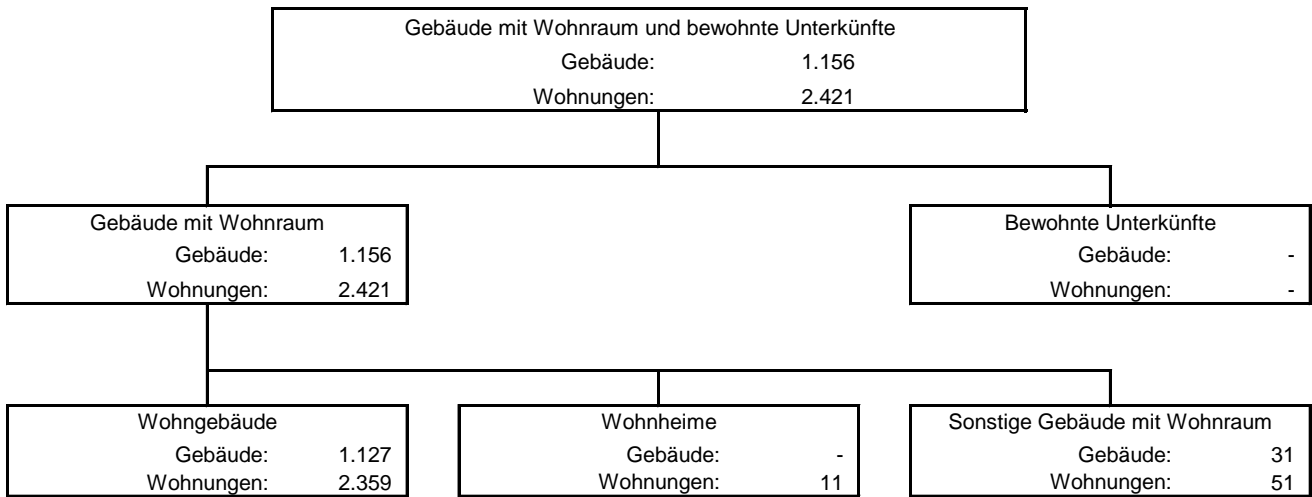 Gebäude mit Wohnraum und bewohnte Unterkünfte
Gebäude: 1.156
Wohnungen: 2.421
Gebäude mit Wohnraum
Gebäude: 1.156
Wohnungen: 2.421
Bewohnte Unterkünfte
Gebäude: -
Wohnungen: -
Wohngebäude
Gebäude: 1.127
Wohnungen: 2.359
Wohnheime
Gebäude: -
Wohnungen: 11
Sonstige Gebäude mit Wohnraum
Gebäude: 31
Wohnungen: 51